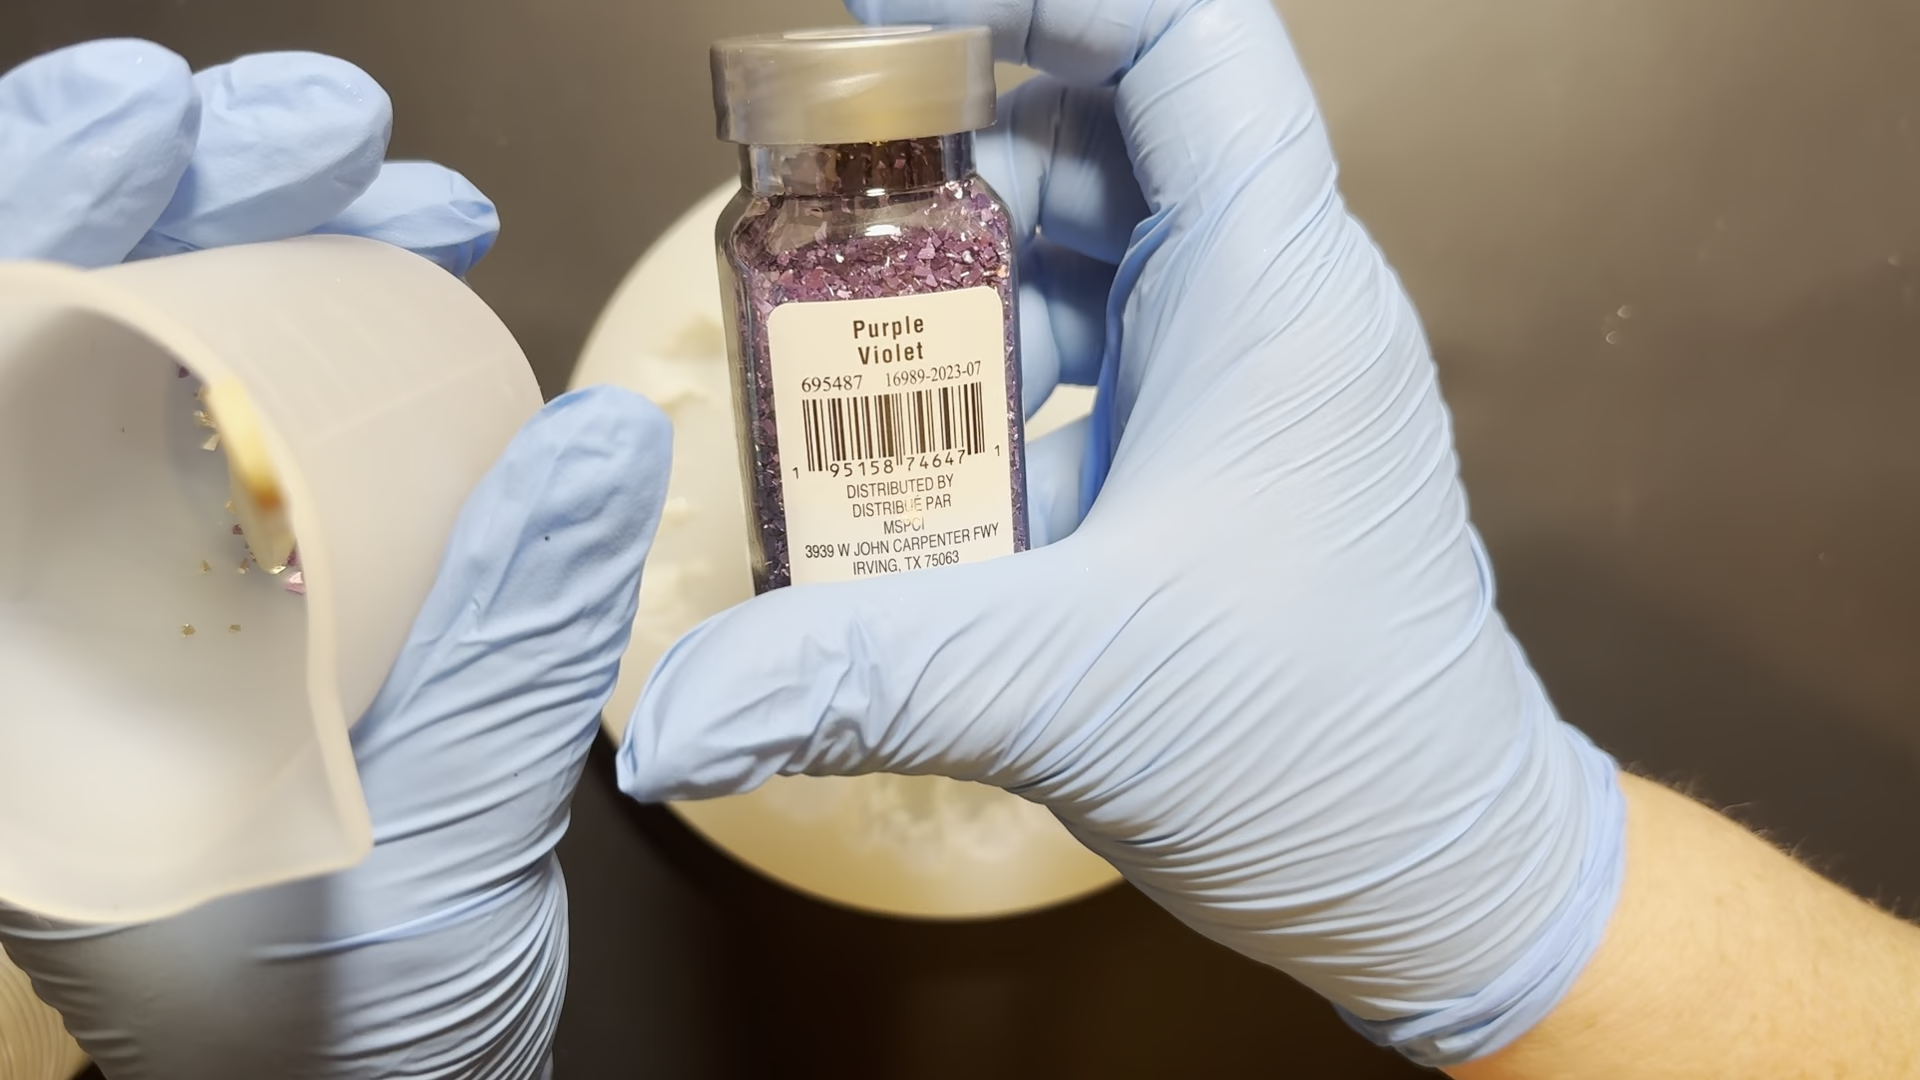 Purple
Violet
695487 16989-2023-07
1 95158 74647 1
DISTRIBUTED BY
DISTRIBUÉ PAR
MSPCI
3939 W JOHN CARPENTER FWY
IRVING, TX 75063